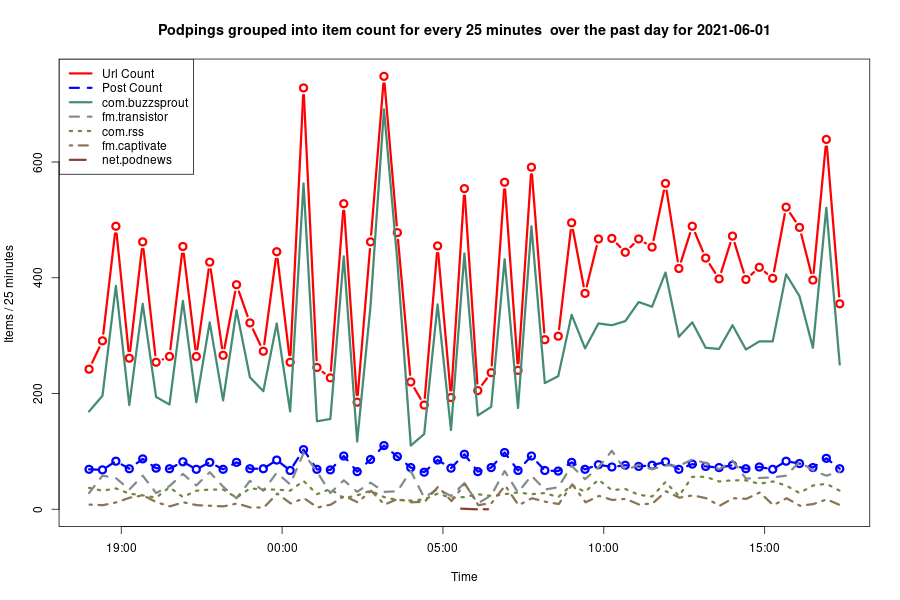 Podpings grouped into item count for every 25 minutes  over the past day for 2021-06-01
Url Count
Post Count
com.buzzsprout
fm.transistor
com.rss
fm.captivate
net.podnews
Items / 25 minutes
600
400
200
0
19:00
00:00
05:00
10:00
15:00
Time